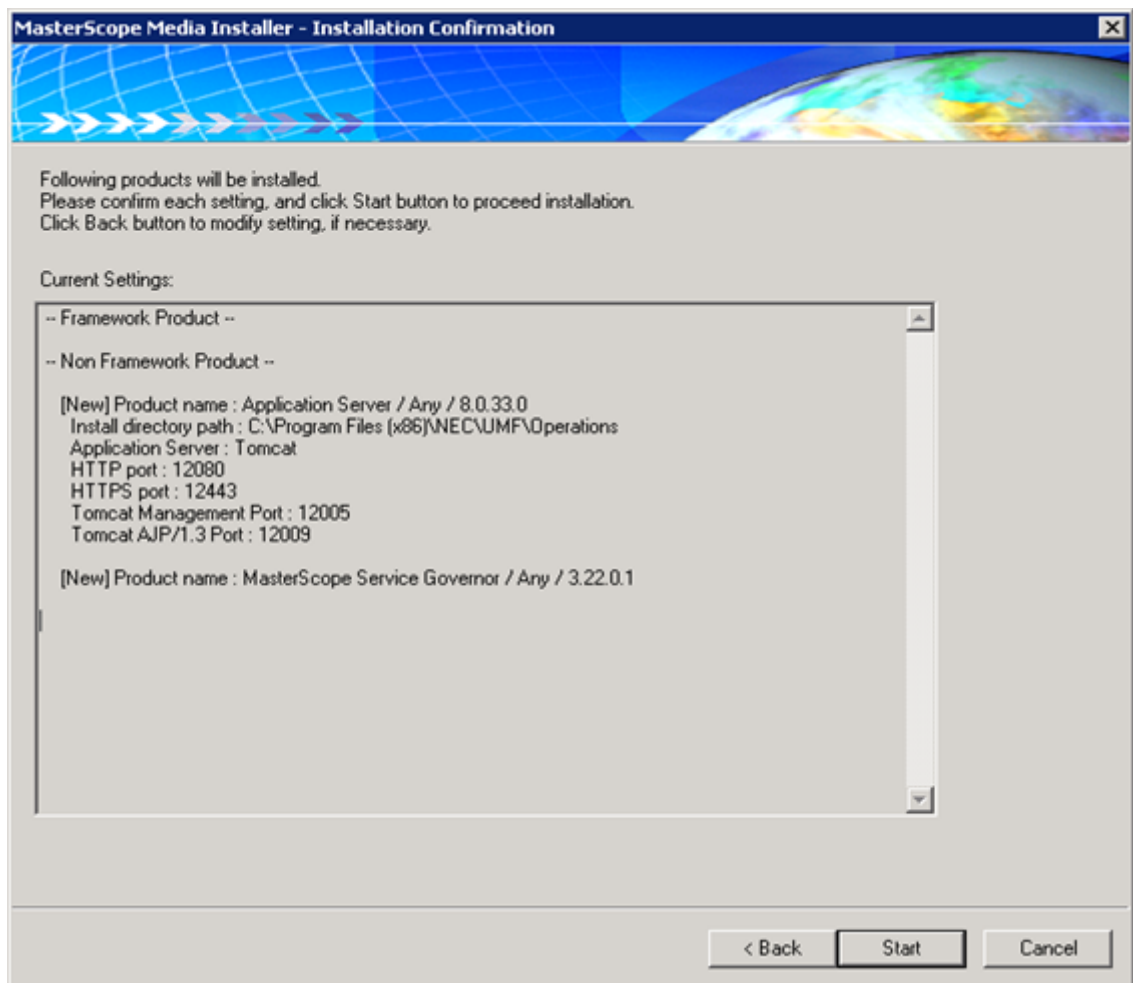 MasterScope Media Installer - Installation Confirmation
Following products will be installed.
Please confirm each setting, and click Start button to proceed installation.
Click Back button to modify setting, if necessary.
Current Settings:
-- Framework Product --
-- Non Framework Product --
[New] Product name : Application Server / Any / 8.0.33.0
Install directory path : C:\Program Files (x86)\NEC\UMF\Operations
Application Server : Tomcat
HTTP port : 12080
HTTPS port : 12443
Tomcat Management Port : 12005
Tomcat AJP/1.3 Port : 12009
[New] Product name : MasterScope Service Governor / Any / 3.22.0.1
< Back
Start
Cancel